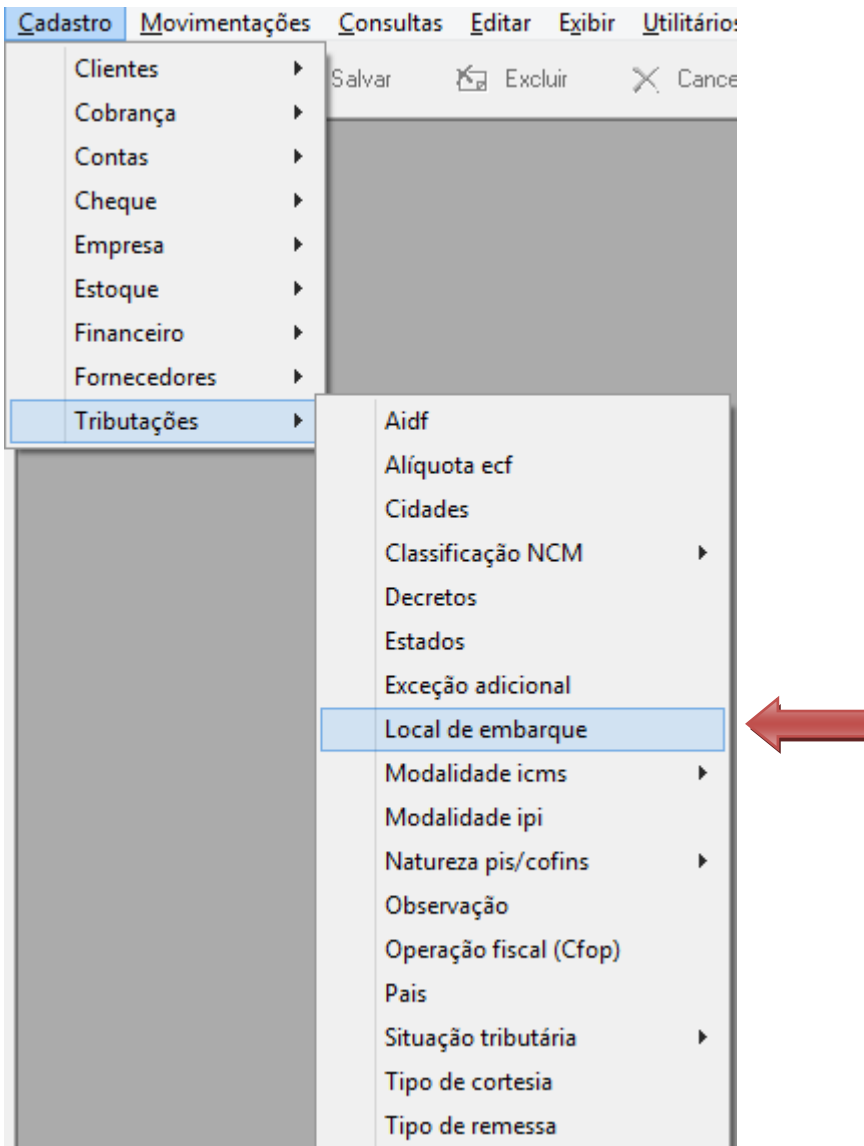 Cadastro Movimentações Consultas Editar Exibir Utilitários
Clientes
Salvar Excluir
Cobrança
Contas
Cheque
Empresa
Estoque
Financeiro
Fornecedores
Tributações
Aidf
Alíquota ecf
Cidades
Classificação NCM
Decretos
Estados
Exceção adicional
Local de embarque
Modalidade icms
Modalidade ipi
Natureza pis/cofins
Observação
Operação fiscal (Cfop)
Pais
Situação tributária
Tipo de cortesia
Tipo de remessa